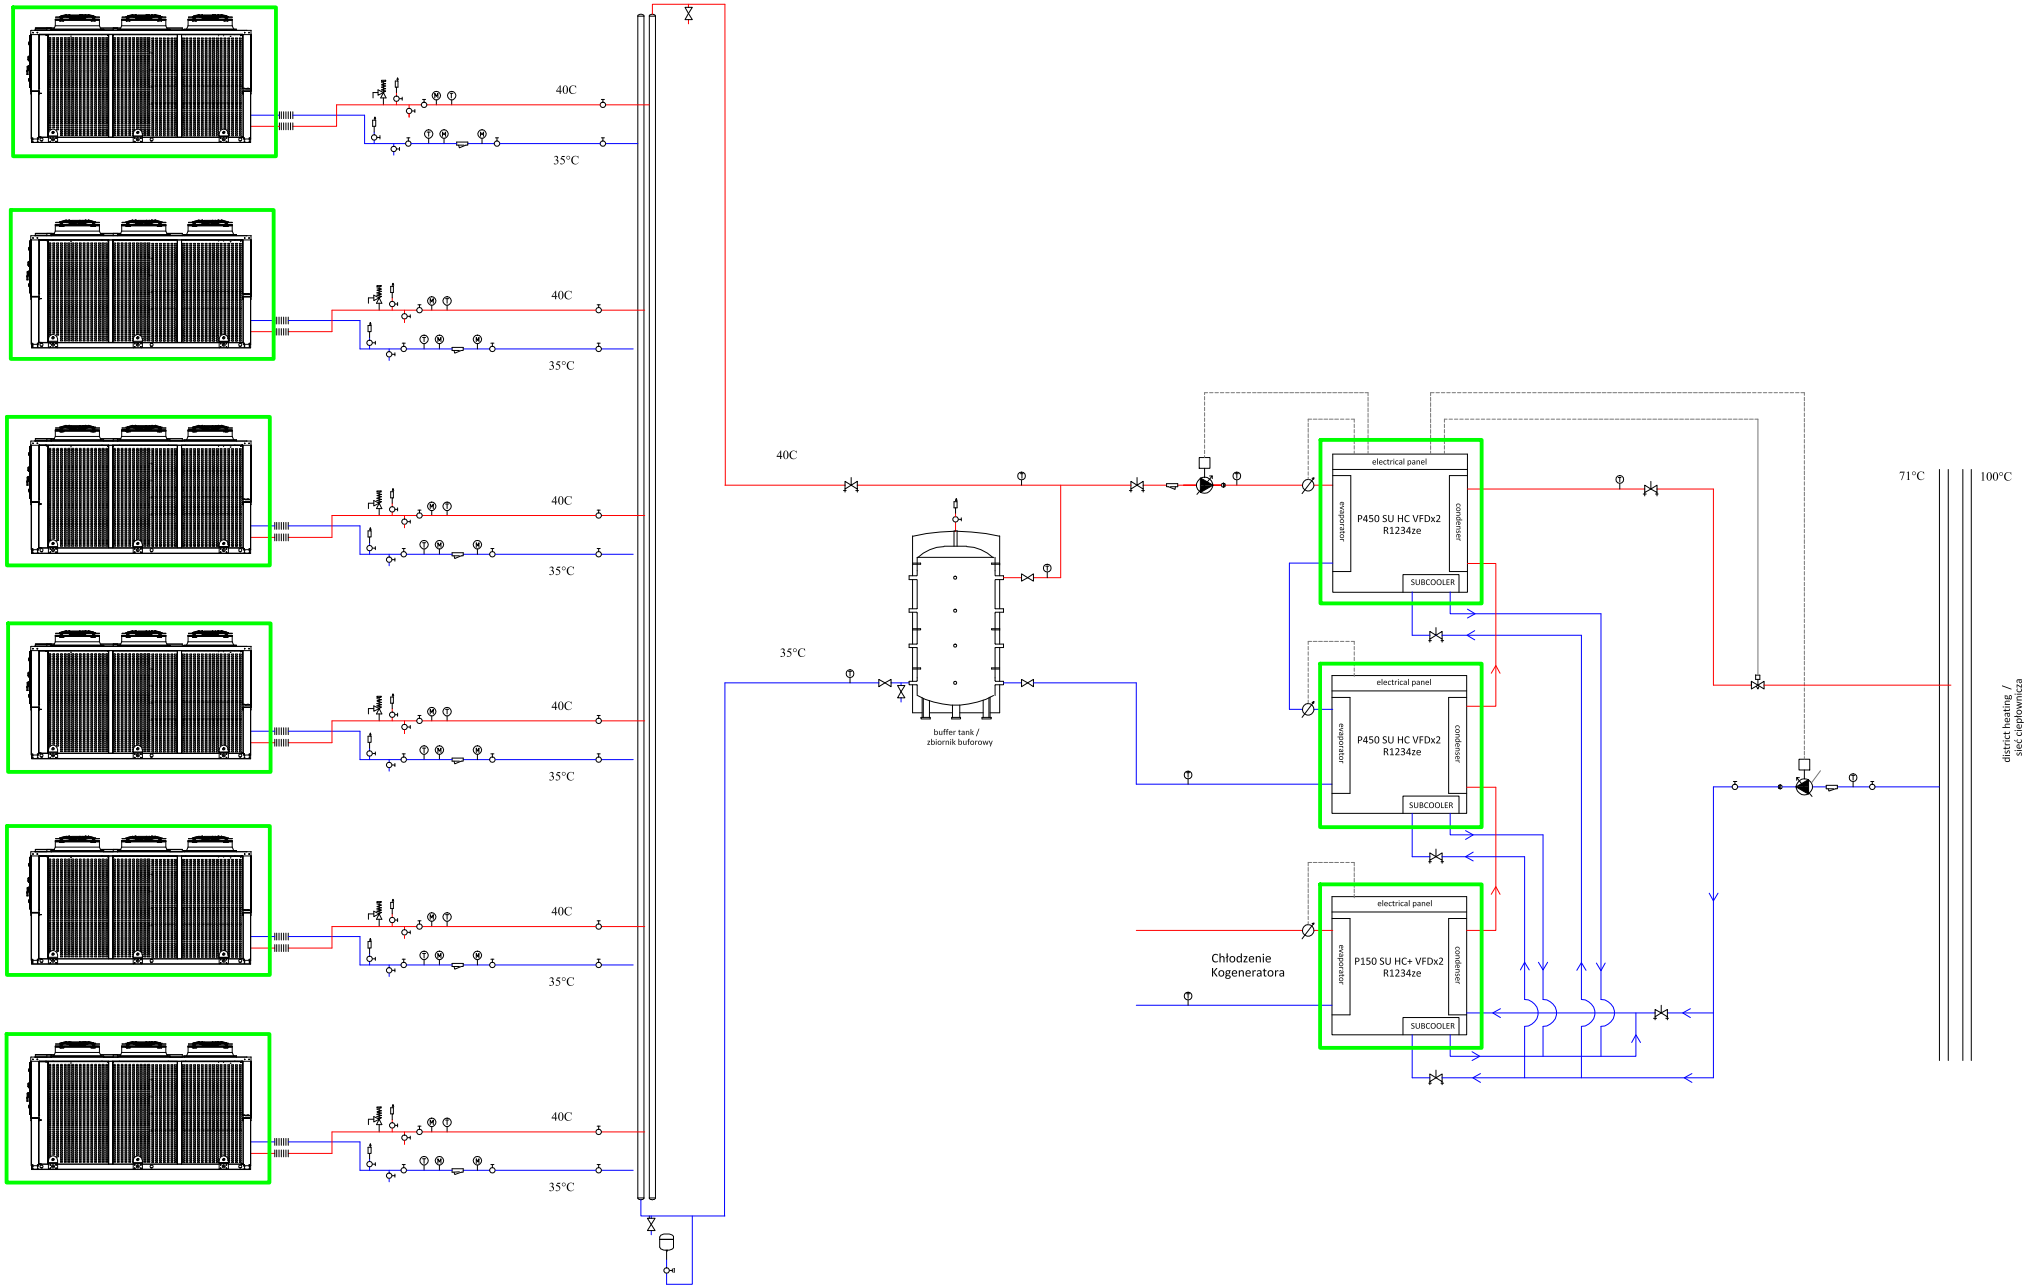 40C
35°C
40C
35°C
40C
35°C
40C
35°C
40C
35°C
40C
35°C
40C
35°C
buffer tank /
zbiornik buforowy
electrical panel
evaporator
P450 SU HC VFDx2
R1234ze
condenser
SUBCOOLER
electrical panel
evaporator
P450 SU HC VFDx2
R1234ze
condenser
SUBCOOLER
Chłodzenie
Kogeneratora
electrical panel
evaporator
P150 SU HC+ VFDx2
R1234ze
condenser
SUBCOOLER
71°C
100°C
district heating /
sieć ciepłownicza